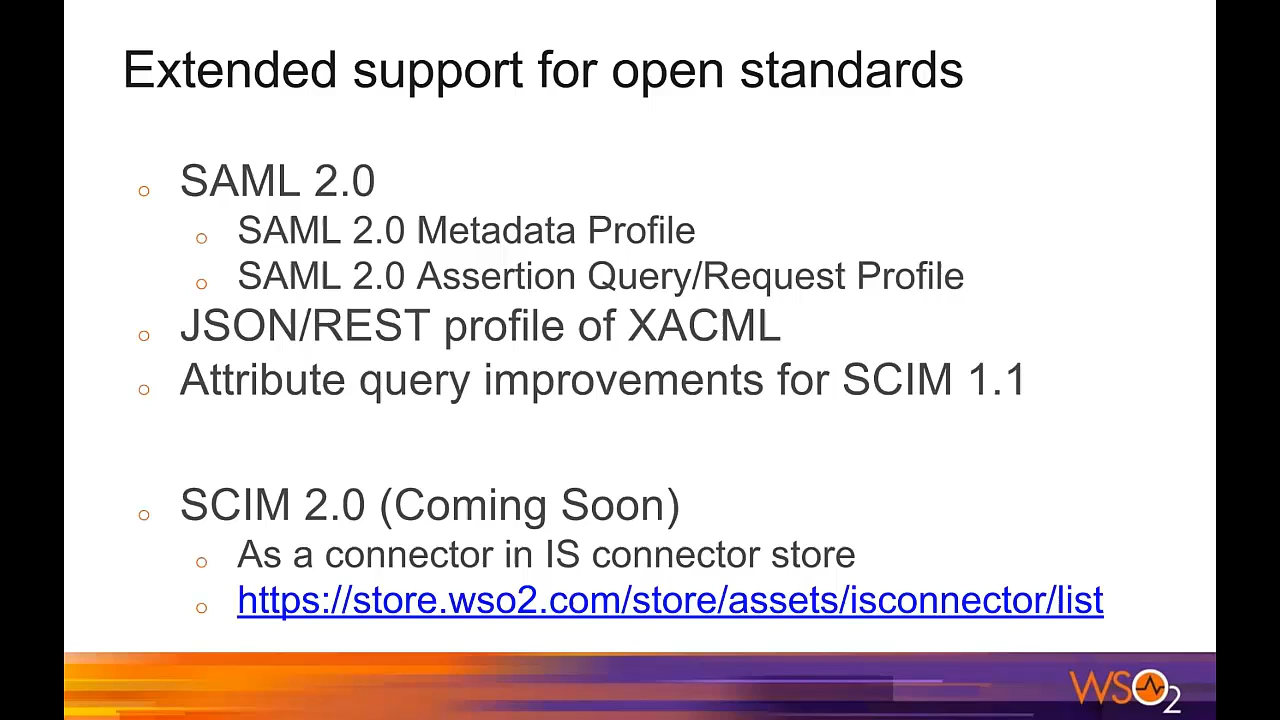 Extended support for open standards
SAML 2.0
SAML 2.0 Metadata Profile
SAML 2.0 Assertion Query/Request Profile
JSON/REST profile of XACML
Attribute query improvements for SCIM 1.1
SCIM 2.0 (Coming Soon)
As a connector in IS connector store
https://store.wso2.com/store/assets/isconnector/list
WSO2